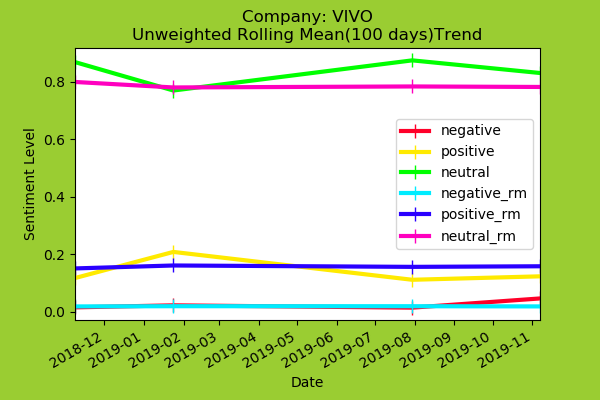 Company: VIVO
Unweighted Rolling Mean(100 days)Trend
Sentiment Level
0.8
0.6
0.4
0.2
0.0
negative
positive
neutral
negative_rm
positive_rm
neutral_rm
2018-12
2019-01
2019-02
2019-03
2019-04
2019-05
2019-06
2019-07
2019-08
2019-09
2019-10
2019-11
Date